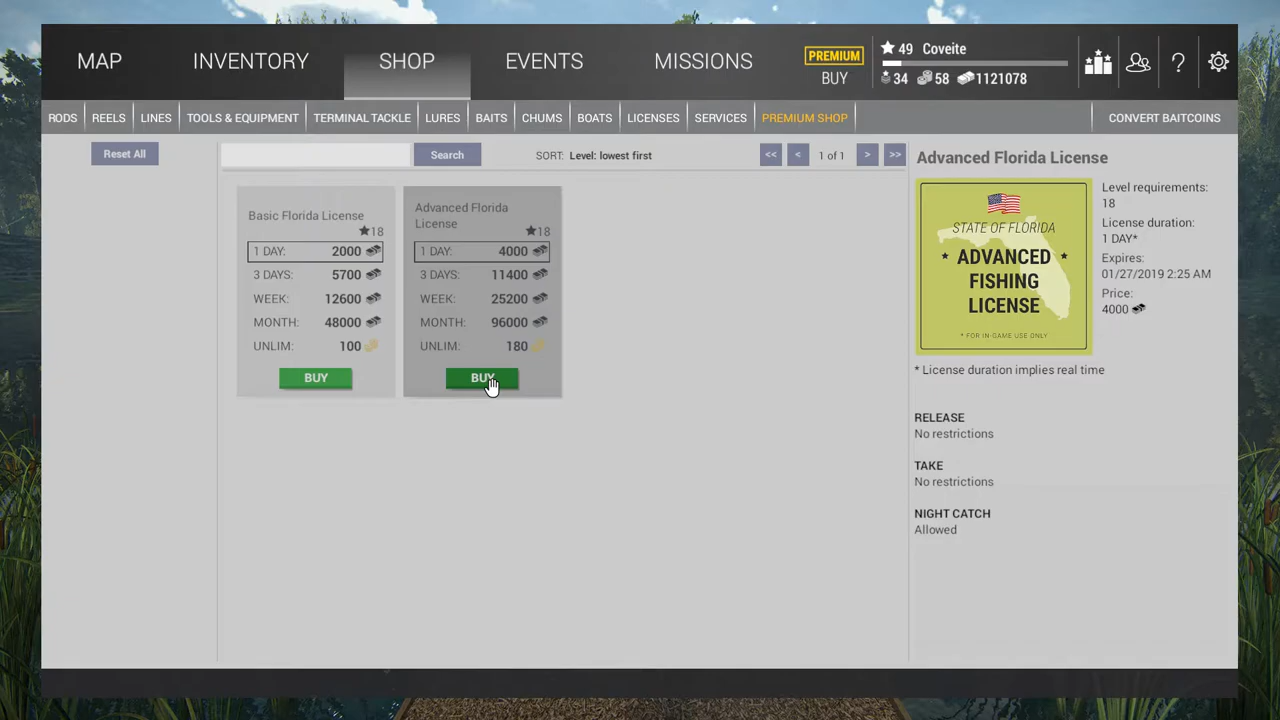 MAP INVENTORY SHOP EVENTS MISSIONS PREMIUM BUY 49 Coveite
34 58 1121078
RODS REELS LINES TOOLS & EQUIPMENT TERMINAL TACKLE LURES BAITS CHUMS BOATS LICENSES SERVICES PREMIUM SHOP CONVERT BAITCOINS
Reset All Search SORT: Level: lowest first << < 1 of 1 > >>
Basic Florida License
18
1 DAY: 2000
3 DAYS: 5700
WEEK: 12600
MONTH: 48000
UNLIM: 100
BUY
Advanced Florida
License
18
1 DAY: 4000
3 DAYS: 11400
WEEK: 25200
MONTH: 96000
UNLIM: 180
BUY
Advanced Florida License
STATE OF FLORIDA
ADVANCED
FISHING
LICENSE
* FOR IN-GAME USE ONLY
Level requirements:
18
License duration:
1 DAY*
Expires:
01/27/2019 2:25 AM
Price:
4000
* License duration implies real time
RELEASE
No restrictions
TAKE
No restrictions
NIGHT CATCH
Allowed